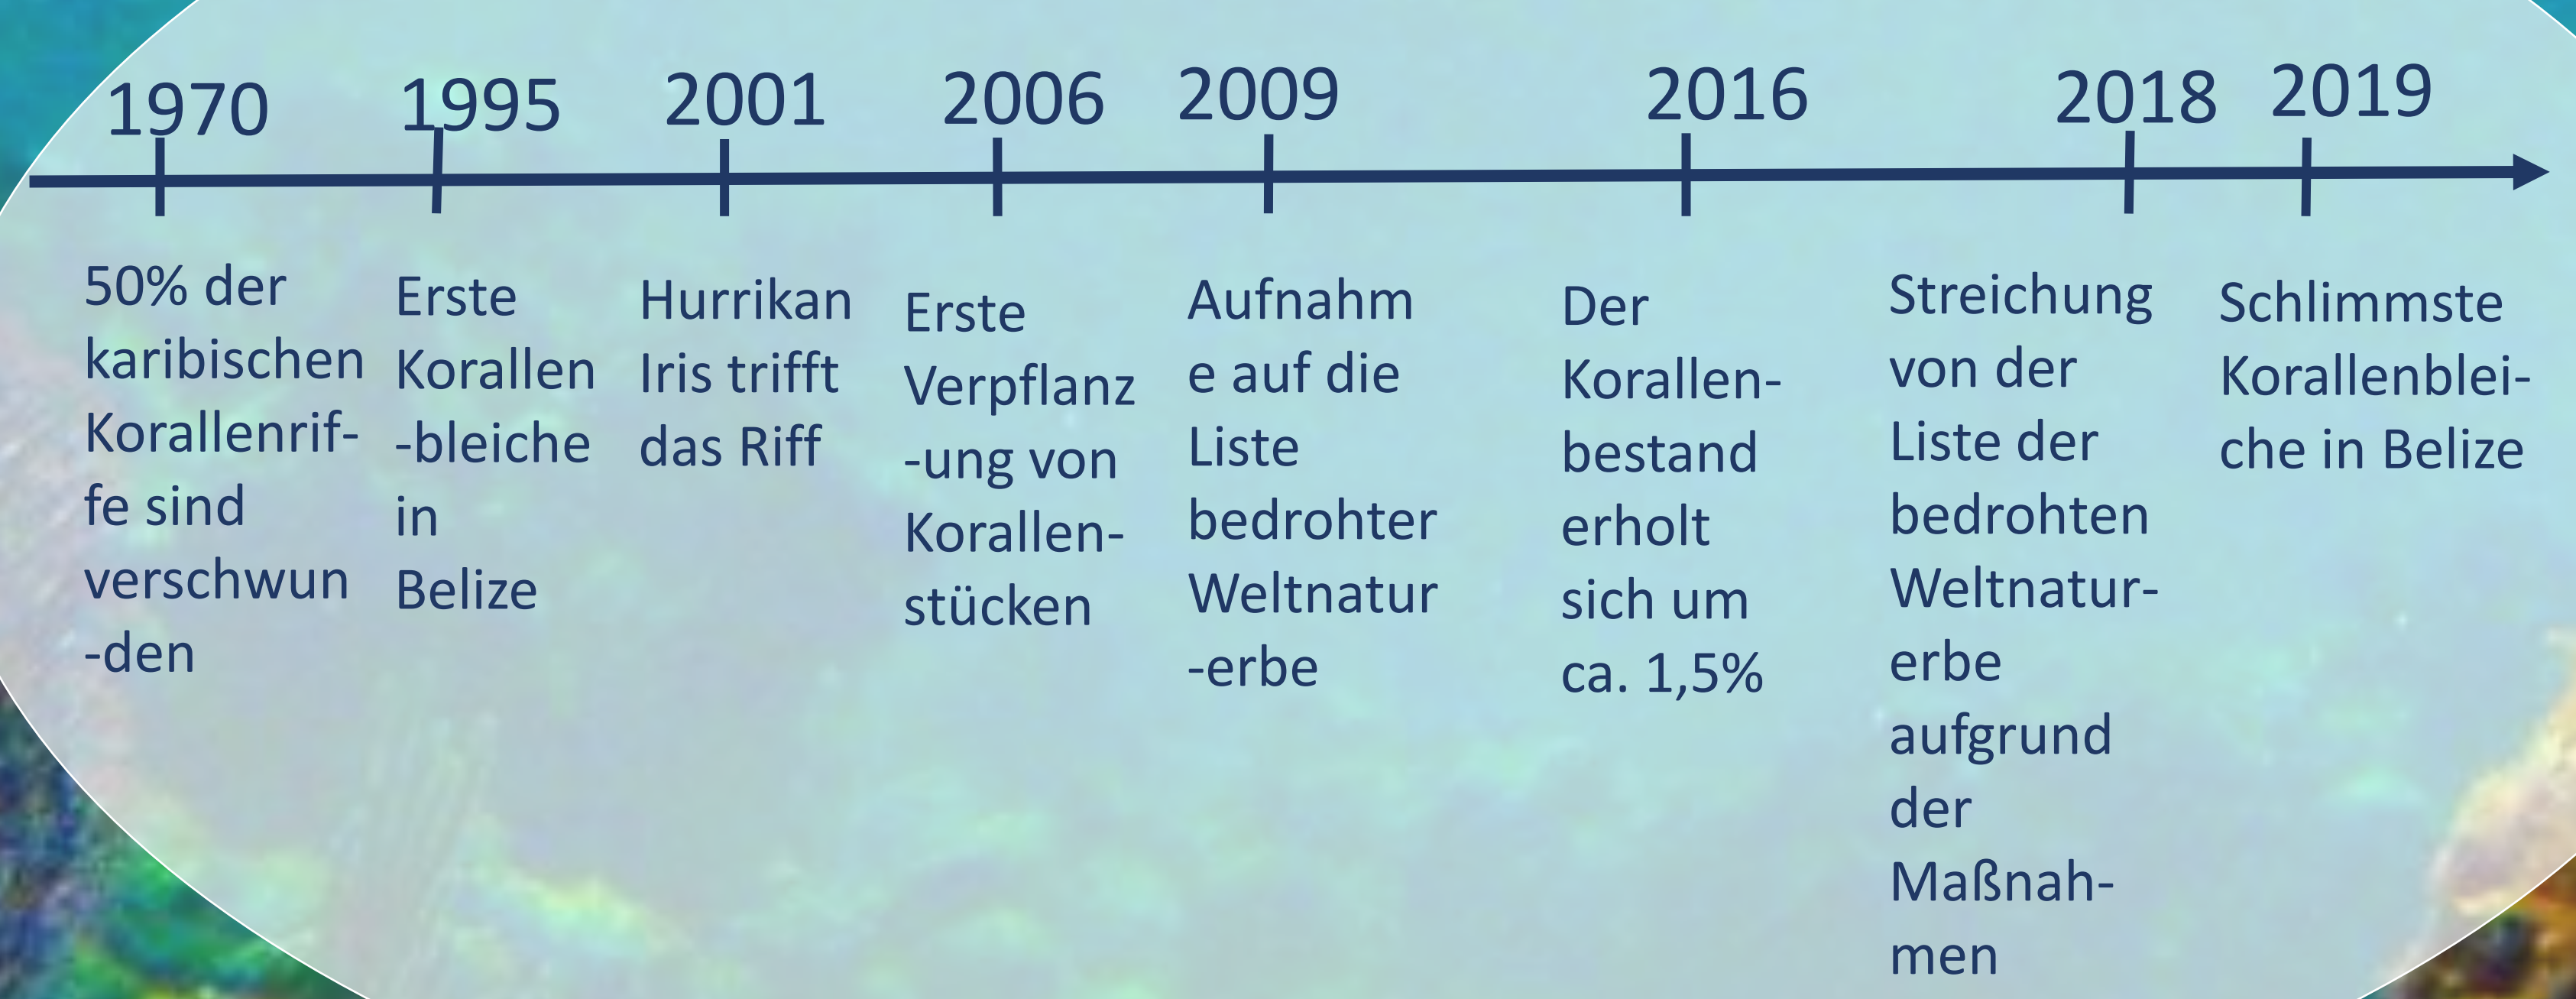 1970
1995
2001
2006
2009
2016
2018
2019
50% der
karibischen
Korallenrif-
fe sind
verschwun
-den
Erste
Korallen
-bleiche
in
Belize
Hurrikan
Iris trifft
das Riff
Erste
Verpflanz
-ung von
Korallen-
stücken
Aufnahm
e auf die
Liste
bedrohter
Weltnatur
-erbe
Der
Korallen-
bestand
erholt
sich um
ca. 1,5%
Streichung
von der
Liste der
bedrohten
Weltnatur-
erbe
aufgrund
der
Maßnah-
men
Schlimmste
Korallenblei-
che in Belize